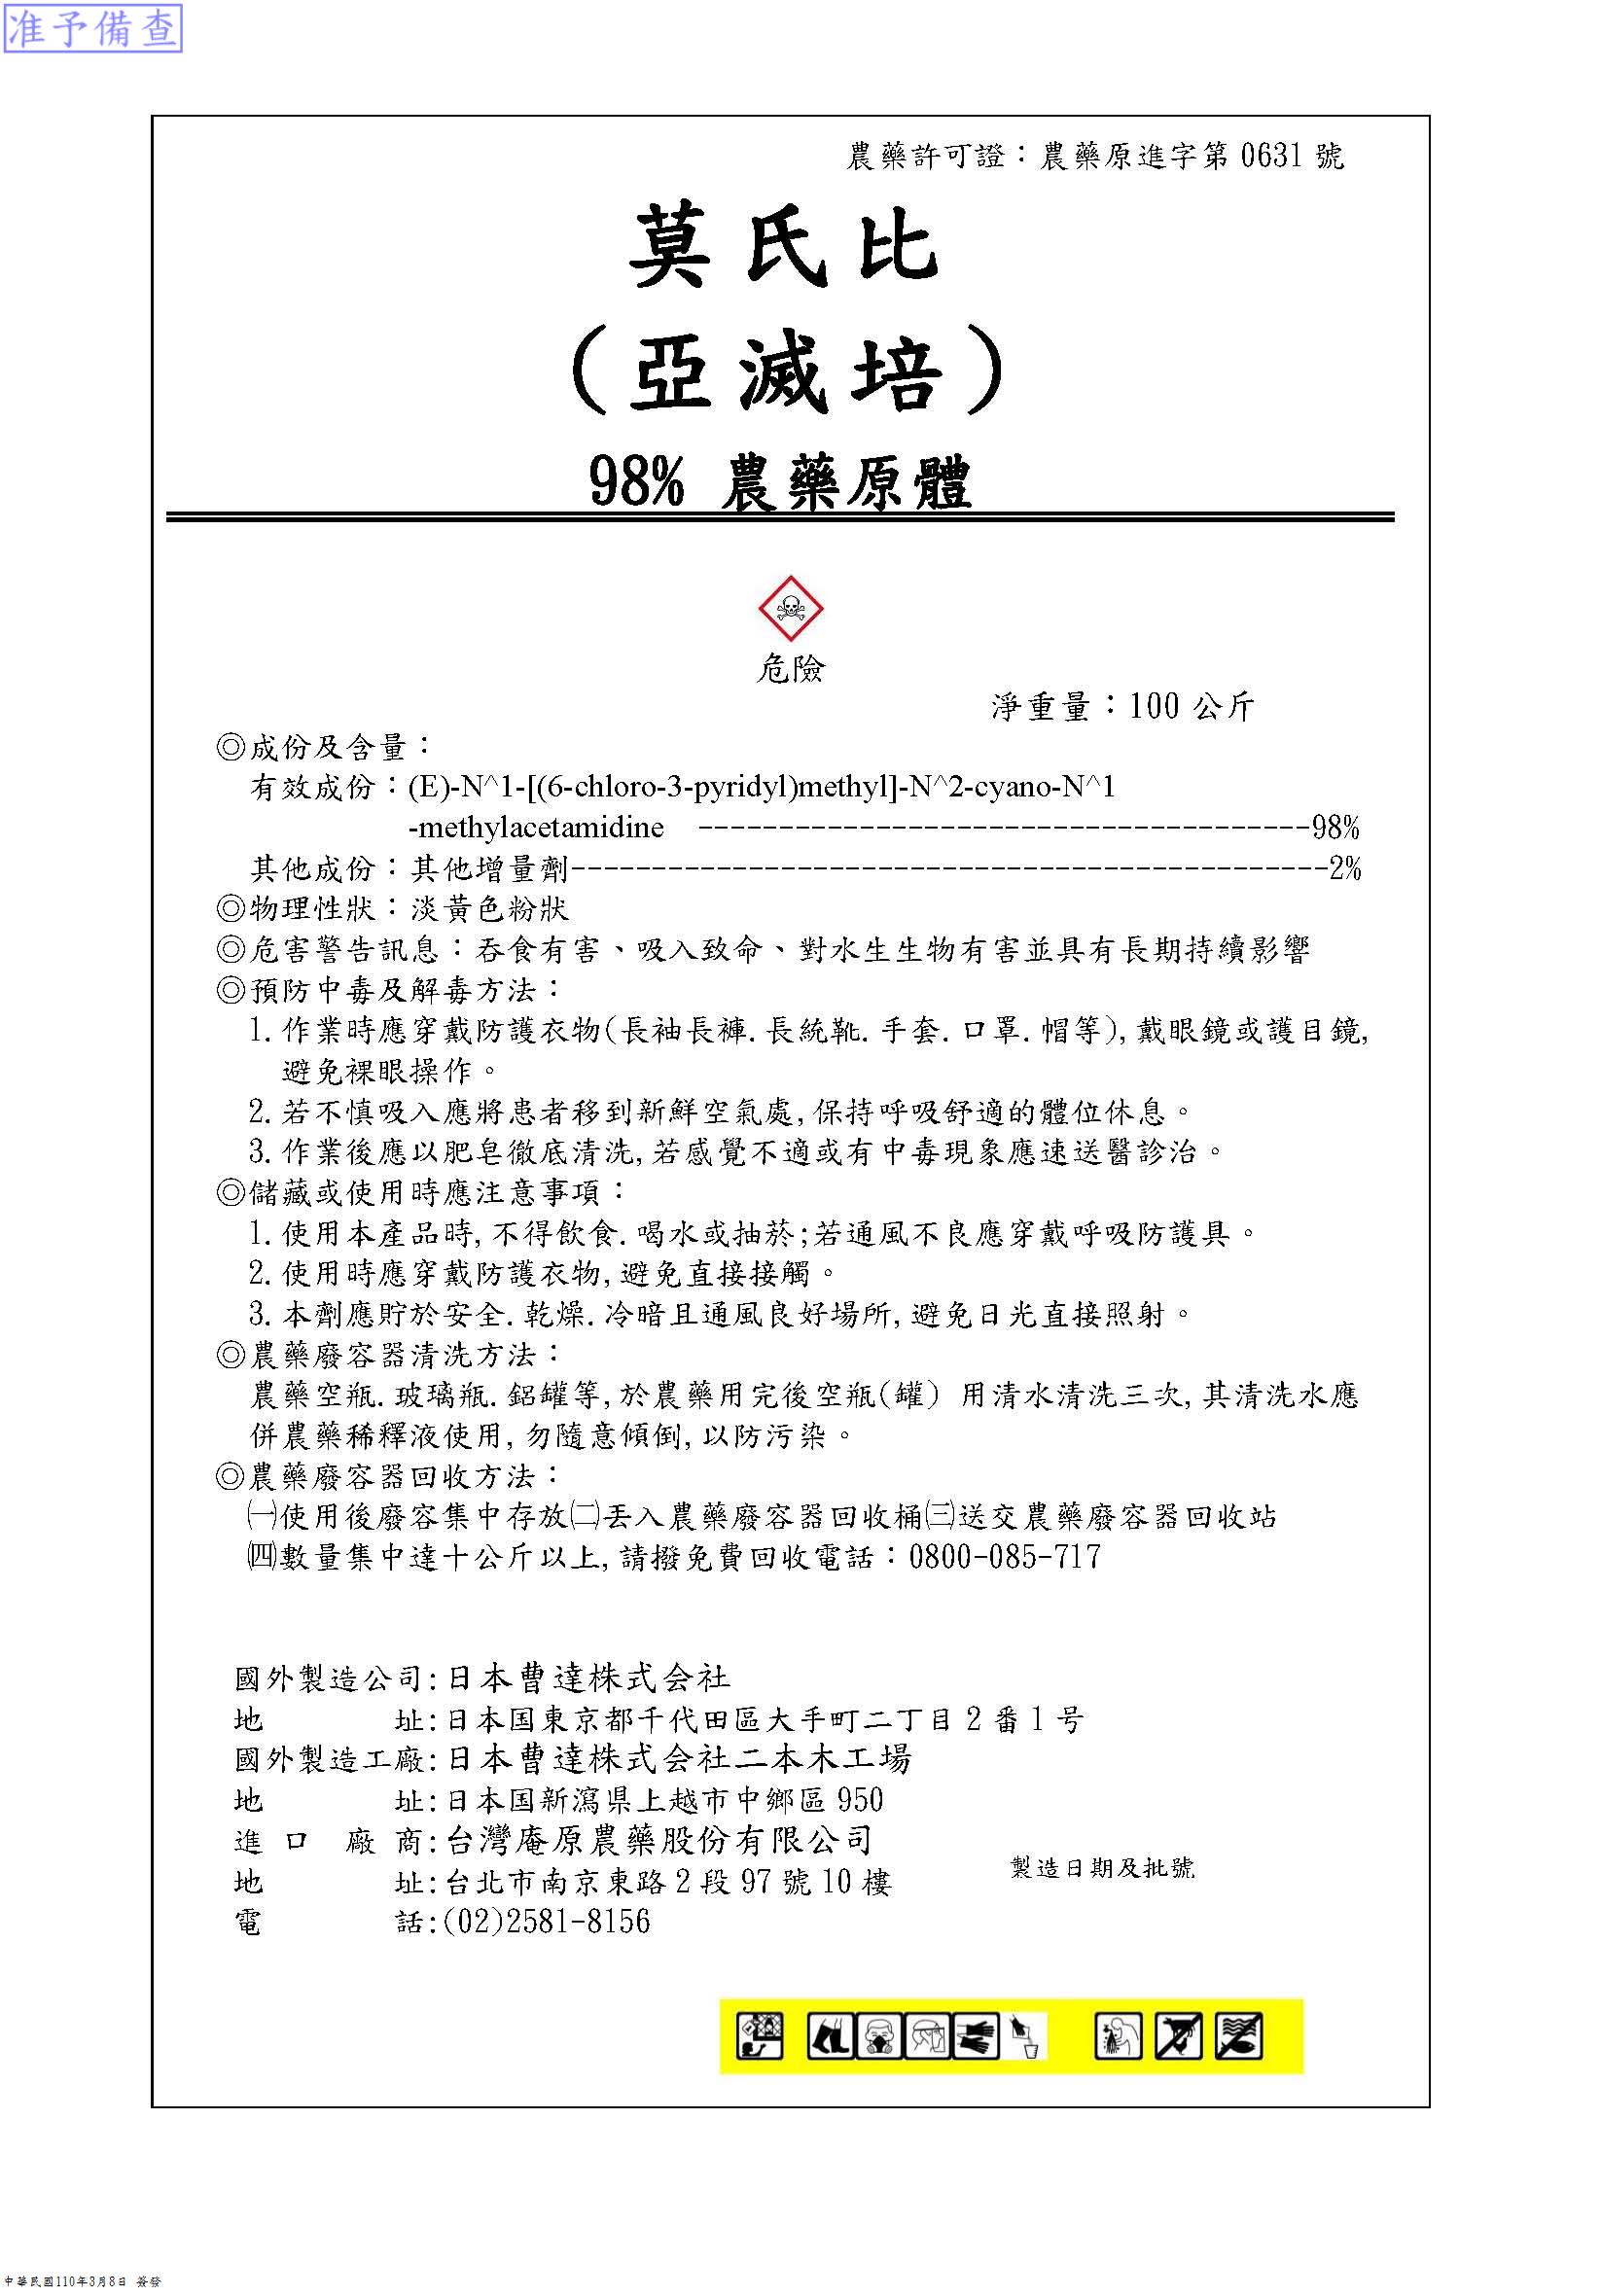 准予備查
農藥許可證：農藥原進字第 0631 號
莫氏比
（亞滅培）
98% 農藥原體
危險
淨重量：100 公斤
◎成份及含量：
有效成份：(E)-N^1-[(6-chloro-3-pyridyl)methyl]-N^2-cyano-N^1
-methylacetamidine --------------------------------------98%
其他成份：其他增量劑-----------------------------------------------2%
◎物理性狀：淡黃色粉狀
◎危害警告訊息：吞食有害、吸入致命、對水生生物有害並具有長期持續影響
◎預防中毒及解毒方法：
1.作業時應穿戴防護衣物(長袖長褲.長統靴.手套.口罩.帽等),戴眼鏡或護目鏡,
避免裸眼操作。
2.若不慎吸入應將患者移到新鮮空氣處,保持呼吸舒適的體位休息。
3.作業後應以肥皂徹底清洗,若感覺不適或有中毒現象應速送醫診治。
◎儲藏或使用時應注意事項：
1.使用本產品時,不得飲食.喝水或抽菸;若通風不良應穿戴呼吸防護具。
2.使用時應穿戴防護衣物,避免直接接觸。
3.本劑應貯於安全.乾燥.冷暗且通風良好場所,避免日光直接照射。
◎農藥廢容器清洗方法：
農藥空瓶.玻璃瓶.鋁罐等,於農藥用完後空瓶(罐) 用清水清洗三次,其清洗水應
併農藥稀釋液使用,勿隨意傾倒,以防污染。
◎農藥廢容器回收方法：
㈠使用後廢容集中存放㈡丟入農藥廢容器回收桶㈢送交農藥廢容器回收站
㈣數量集中達十公斤以上,請撥免費回收電話：0800-085-717
國外製造公司:日本曹達株式会社
地址:日本国東京都千代田區大手町二丁目 2 番 1 号
國外製造工廠:日本曹達株式会社二本木工場
地址:日本国新瀉県上越市中鄉區 950
進口廠商:台灣庵原農藥股份有限公司
地址:台北市南京東路 2 段 97 號 10 樓
製造日期及批號
電話:(02)2581-8156
中華民國110年3月8日 簽發